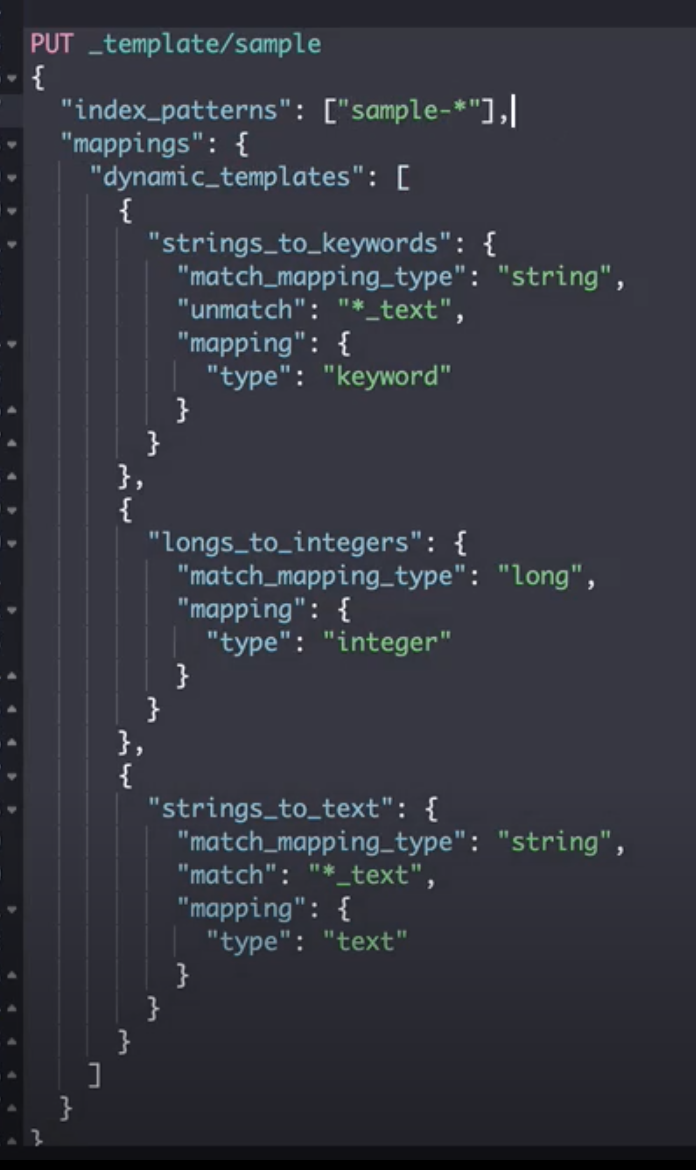 PUT _template/sample
{
"index_patterns": ["sample-*"],
"mappings": {
"dynamic_templates": [
{
"strings_to_keywords": {
"match_mapping_type": "string",
"unmatch": "*_text",
"mapping": {
"type": "keyword"
}
}
},
{
"longs_to_integers": {
"match_mapping_type": "long",
"mapping": {
"type": "integer"
}
}
},
{
"strings_to_text": {
"match_mapping_type": "string",
"match": "*_text",
"mapping": {
"type": "text"
}
}
}
]
}
}